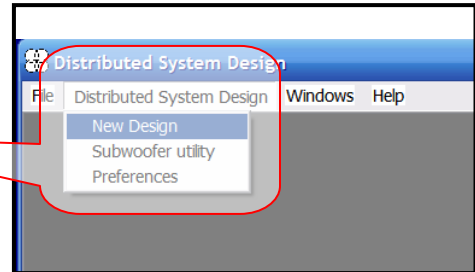 Distributed System Design
File Distributed System Design Windows Help
New Design
Subwoofer utility
Preferences